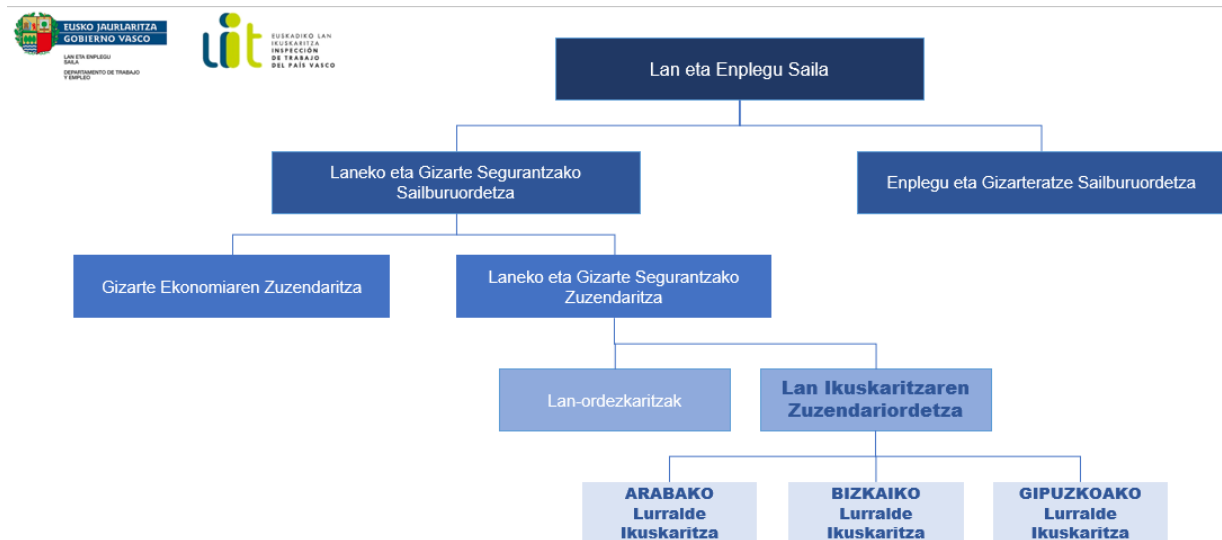 EUSKO JAURLARITZA
GOBIERNO VASCO
LAN ETA ENPLEGU
SAILA
DEPARTAMENTO DE TRABAJO
Y EMPLEO
EUSKADIKO LAN
IKUSKARITZA
INSPECCIÓN
DE TRABAJO
DEL PAÍS VASCO
Lan eta Enplegu Saila
Laneko eta Gizarte Segurantzako
Sailburuordetza
Enplegu eta Gizarteratze Sailburuordetza
Gizarte Ekonomiaren Zuzendaritza
Laneko eta Gizarte Segurantzako
Zuzendaritza
Lan-ordezkaritzak
Lan Ikuskaritzaren
Zuzendariordetza
ARABAKO
Lurralde
Ikuskaritza
BIZKAIKO
Lurralde
Ikuskaritza
GIPUZKOAKO
Lurralde
Ikuskaritza